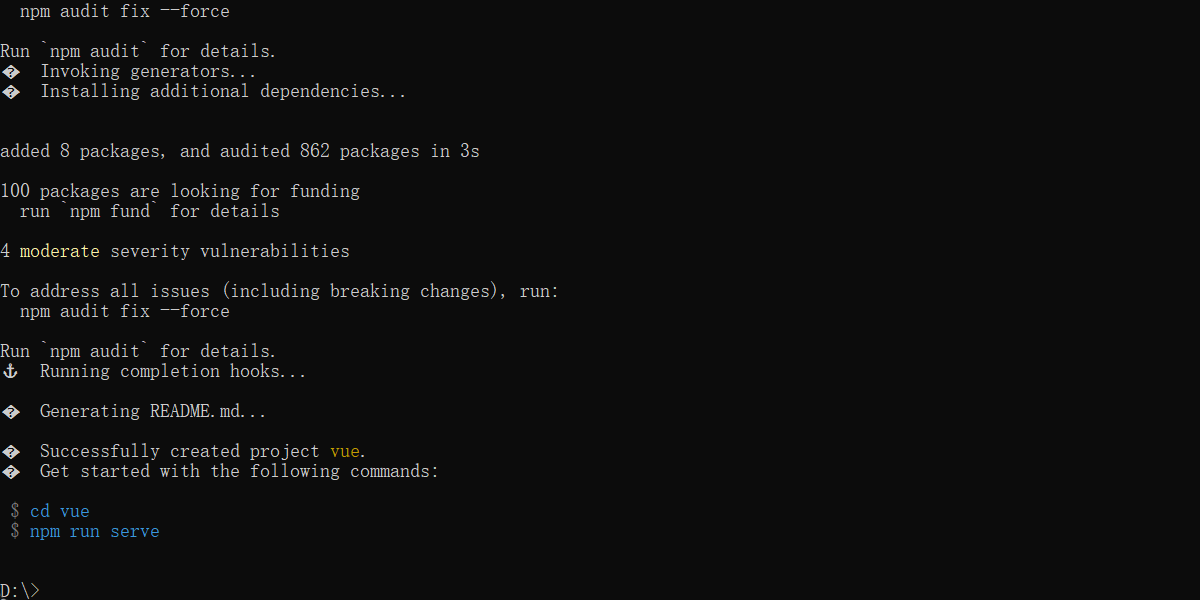 npm audit fix --force
Run `npm audit` for details.
� Invoking generators...
� Installing additional dependencies...
added 8 packages, and audited 862 packages in 3s
100 packages are looking for funding
run `npm fund` for details
4 moderate severity vulnerabilities
To address all issues (including breaking changes), run:
npm audit fix --force
Run `npm audit` for details.
⚓ Running completion hooks...
� Generating README.md...
� Successfully created project vue.
� Get started with the following commands:
$ cd vue
$ npm run serve
D:\>